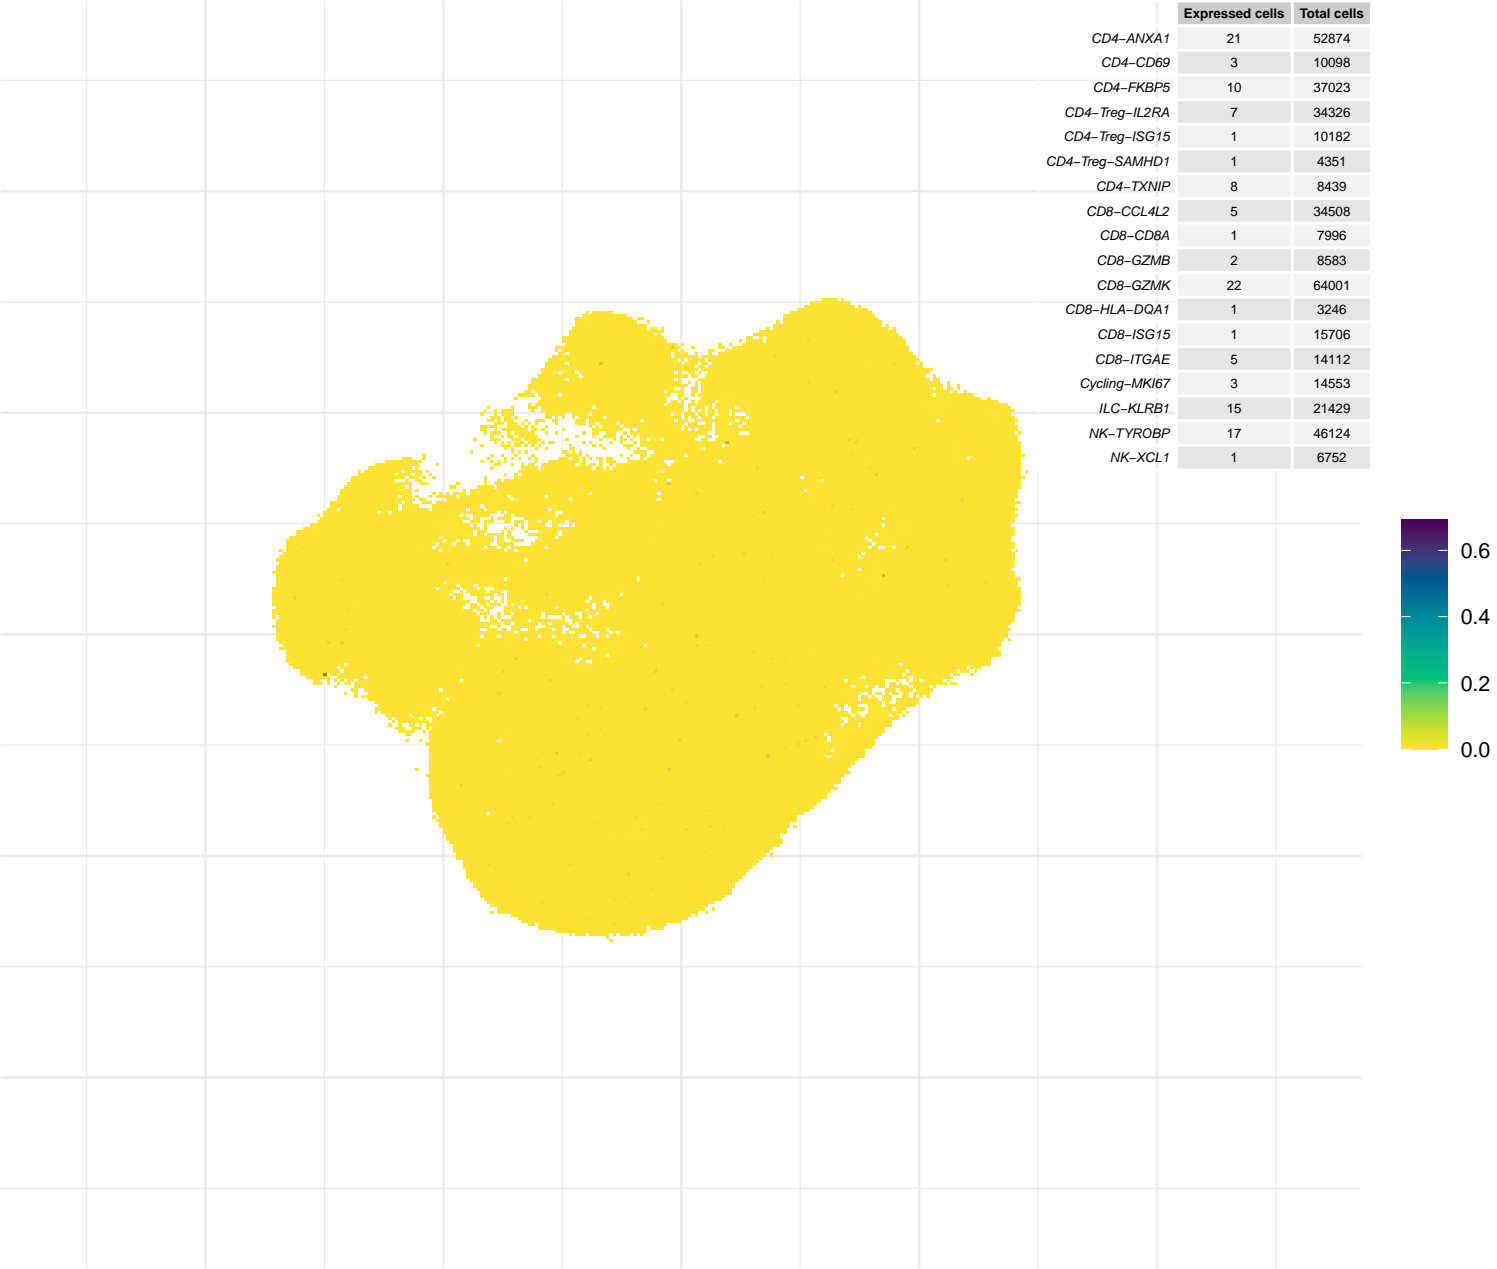 Expressed cells Total cells
CD4−ANXA1 21 52874
CD4−CD69 3 10098
CD4−FKBP5 10 37023
CD4−Treg−IL2RA 7 34326
CD4−Treg−ISG15 1 10182
CD4−Treg−SAMHD1 1 4351
CD4−TXNIP 8 8439
CD8−CCL4L2 5 34508
CD8−CD8A 1 7996
CD8−GZMB 2 8583
CD8−GZMK 22 64001
CD8−HLA−DQA1 1 3246
CD8−ISG15 1 15706
CD8−ITGAE 5 14112
Cycling−MKI67 3 14553
ILC−KLRB1 15 21429
NK−TYROBP 17 46124
NK−XCL1 1 6752
0.6
0.4
0.2
0.0